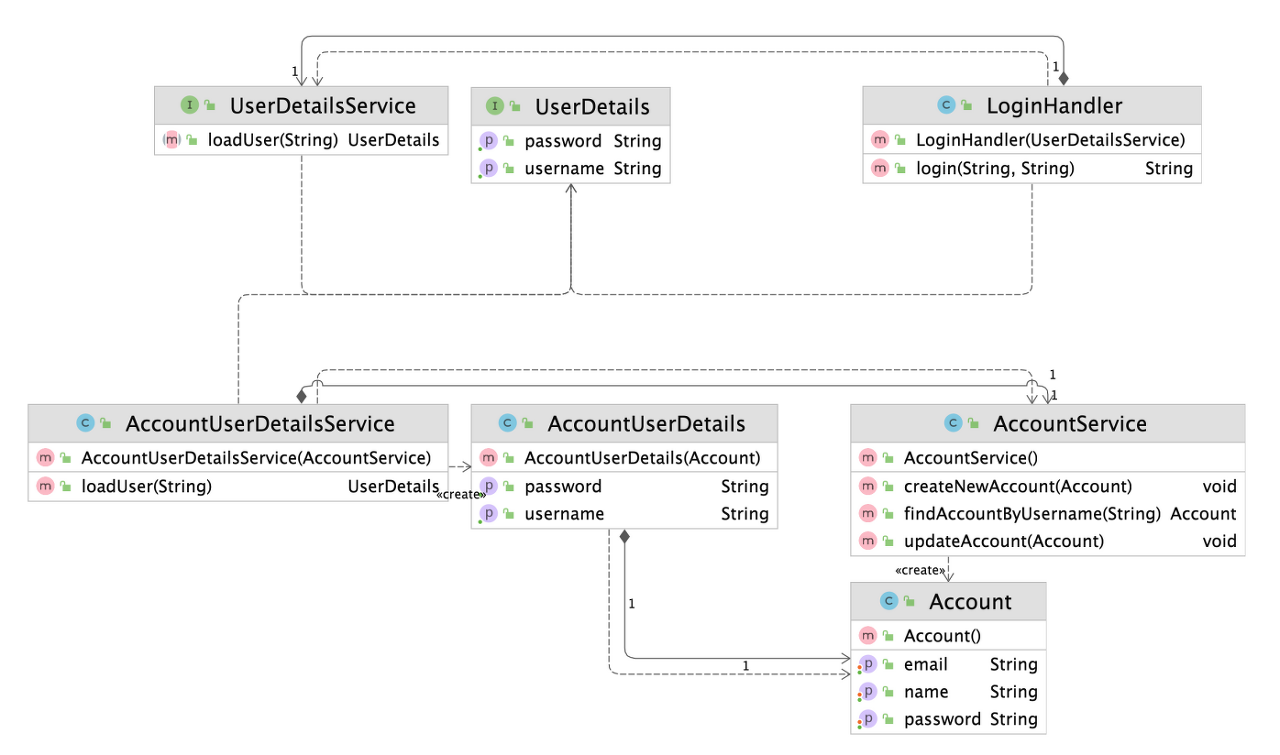 1
1
I UserDetailsService
m loadUser(String) UserDetails
I UserDetails
p password String
p username String
C LoginHandler
m LoginHandler(UserDetailsService)
m login(String, String) String
1
1
C AccountUserDetailsService
m AccountUserDetailsService(AccountService)
m loadUser(String) UserDetails
«create»
C AccountUserDetails
m AccountUserDetails(Account)
p password String
p username String
C AccountService
m AccountService()
m createNewAccount(Account) void
m findAccountByUsername(String) Account
m updateAccount(Account) void
«create»
1
1
C Account
m Account()
p email String
p name String
p password String